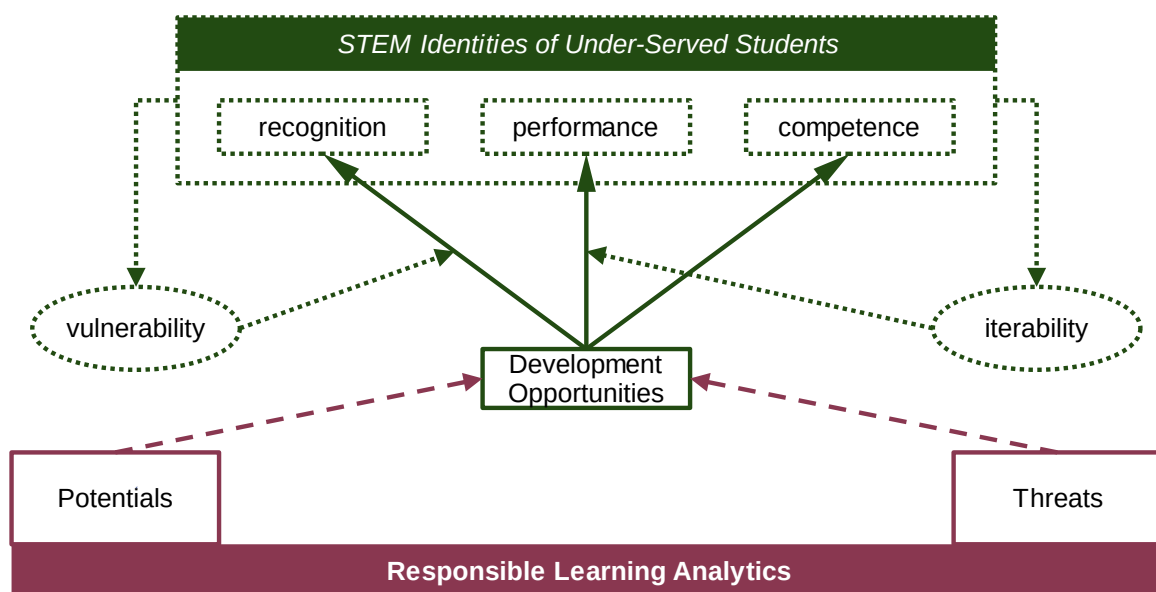 STEM Identities of Under-Served Students
recognition
performance
competence
vulnerability
iterability
Development
Opportunities
Potentials
Threats
Responsible Learning Analytics